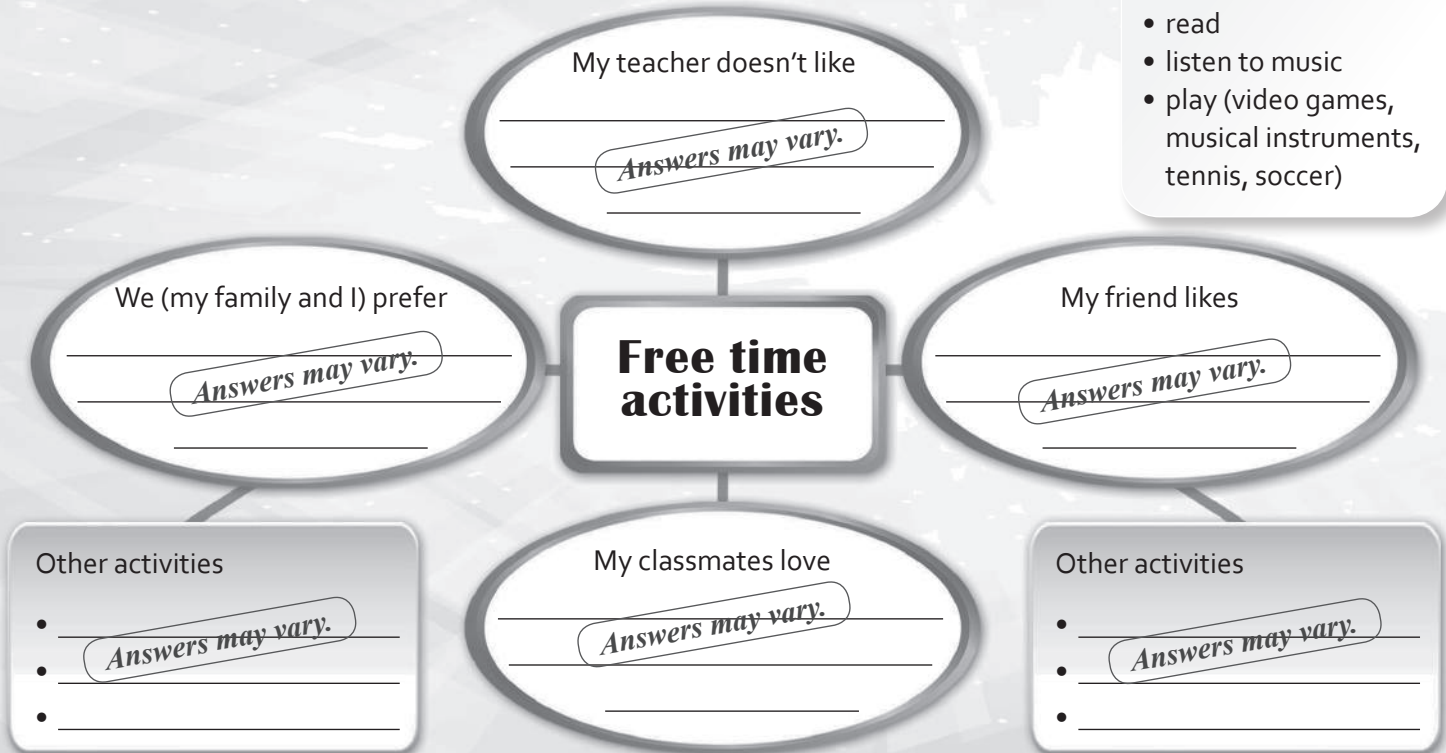 • read
• listen to music
• play (video games,
musical instruments,
tennis, soccer)
My teacher doesn't like
Answers may vary.
We (my family and I) prefer
Answers may vary.
Free time
activities
My friend likes
Answers may vary.
Other activities
•
Answers may vary.
•
•
My classmates love
Answers may vary.
Other activities
•
Answers may vary.
•
•